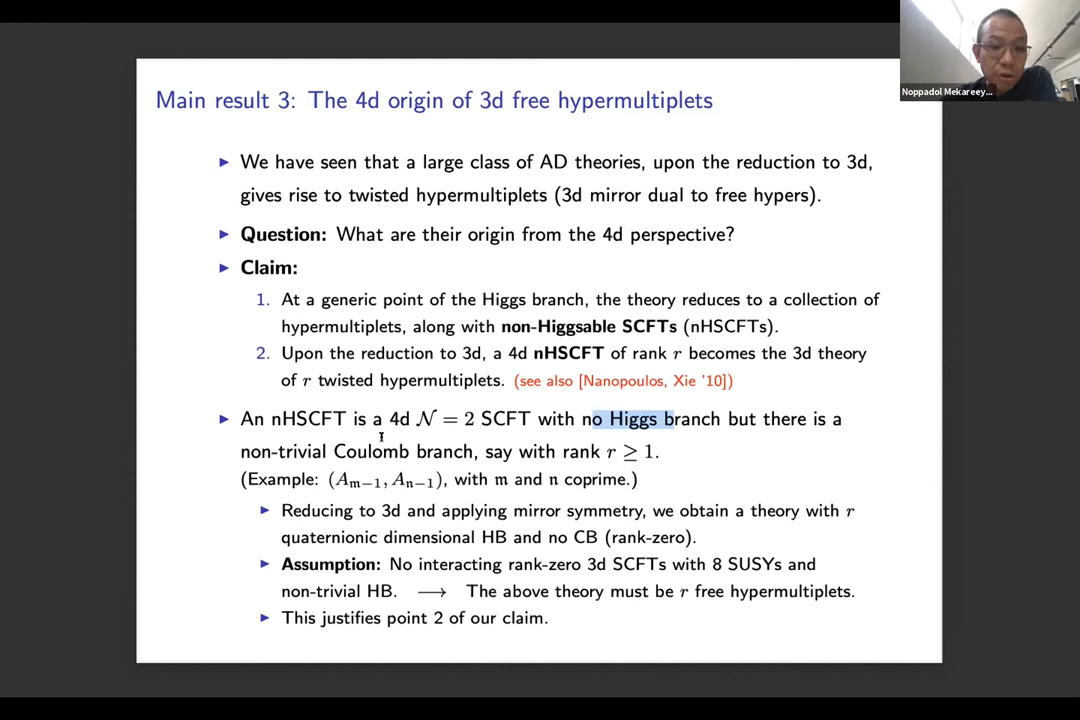 Main result 3: The 4d origin of 3d free hypermultiplets
▶ We have seen that a large class of AD theories, upon the reduction to 3d,
gives rise to twisted hypermultiplets (3d mirror dual to free hypers).
▶ Question: What are their origin from the 4d perspective?
▶ Claim:
1. At a generic point of the Higgs branch, the theory reduces to a collection of
hypermultiplets, along with non-Higgsable SCFTs (nHSCFTs).
2. Upon the reduction to 3d, a 4d nHSCFT of rank r becomes the 3d theory
of r twisted hypermultiplets. (see also [Nanopoulos, Xie '10])
▶ An nHSCFT is a 4d 𝒩 = 2 SCFT with no Higgs branch but there is a
non-trivial Coulomb branch, say with rank r ≥ 1.
(Example: (A_{m−1}, A_{n−1}), with m and n coprime.)
▶ Reducing to 3d and applying mirror symmetry, we obtain a theory with r
quaternionic dimensional HB and no CB (rank-zero).
▶ Assumption: No interacting rank-zero 3d SCFTs with 8 SUSYs and
non-trivial HB. ⟶ The above theory must be r free hypermultiplets.
▶ This justifies point 2 of our claim.
Noppadol Mekareey...